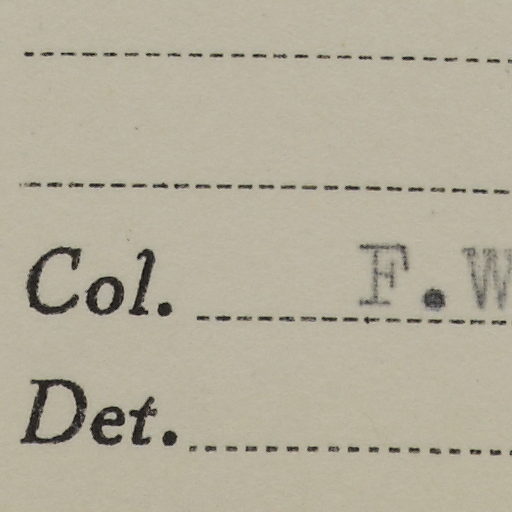 Col. F. W
Det.